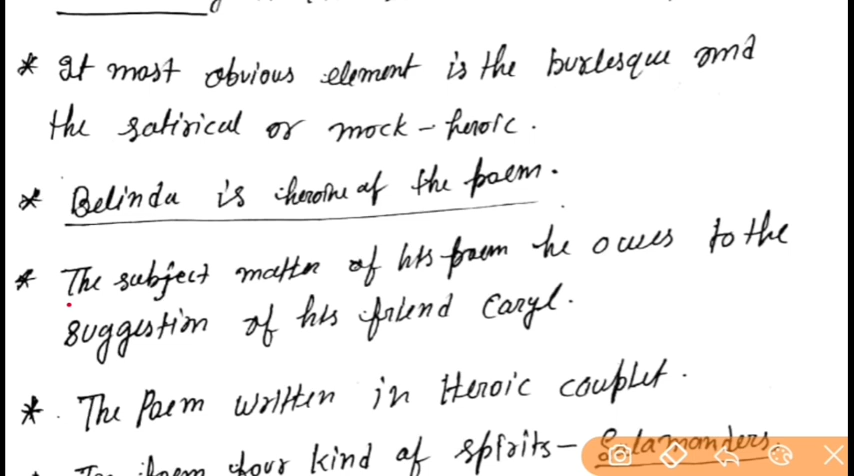 * It most obvious element is the burlesque and
the satirical or mock-heroic.
* Belinda is heroine of the poem.
* The subject matter of his poem he owes to the
suggestion of his friend Caryl.
* The Poem written in Heroic couplet.
poem four kind of spirits- Salamanders,